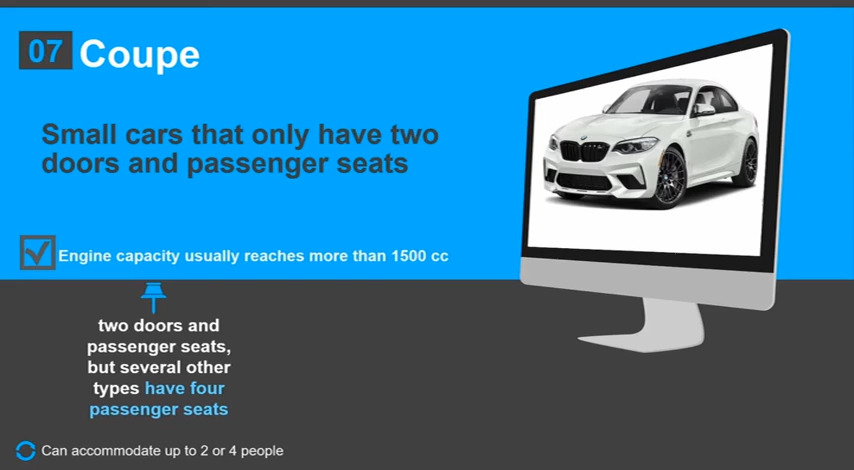 07 Coupe
Small cars that only have two
doors and passenger seats
Engine capacity usually reaches more than 1500 cc
two doors and
passenger seats,
but several other
types have four
passenger seats
Can accommodate up to 2 or 4 people